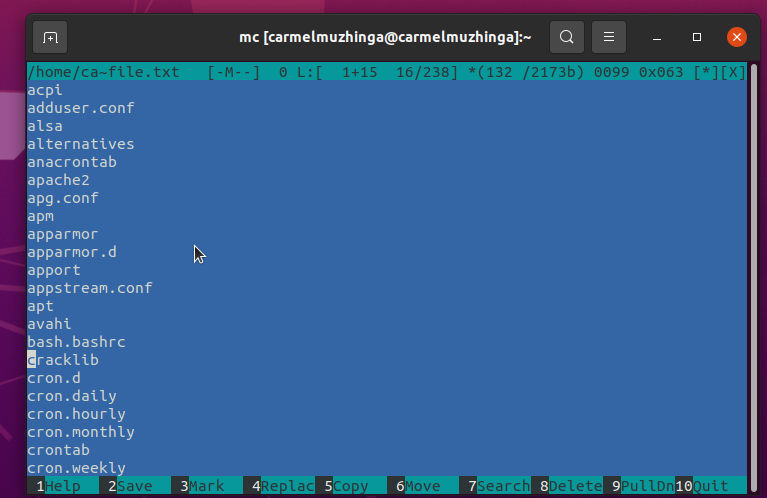 mc [carmelmuzhinga@carmelmuzhinga]:~
/home/ca~file.txt   [-M--]  0 L:[  1+15  16/238] *(132 /2173b) 0099 0x063 [*][X]
acpi
adduser.conf
alsa
alternatives
anacrontab
apache2
apg.conf
apm
apparmor
apparmor.d
apport
appstream.conf
apt
avahi
bash.bashrc
cracklib
cron.d
cron.daily
cron.hourly
cron.monthly
crontab
cron.weekly
1Help  2Save  3Mark  4Replac 5Copy  6Move  7Search 8Delete 9PullDn10Quit